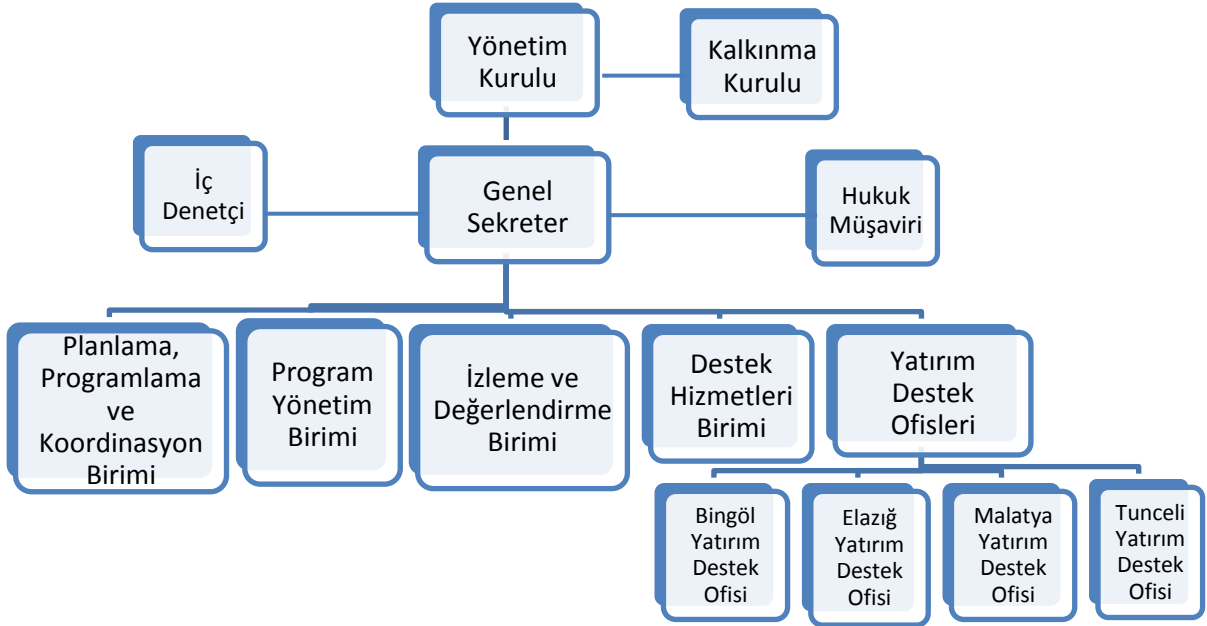 Yönetim
Kurulu
Kalkınma
Kurulu
İç
Denetçi
Genel
Sekreter
Hukuk
Müşaviri
Planlama,
Programlama
ve
Koordinasyon
Birimi
Program
Yönetim
Birimi
İzleme ve
Değerlendirme
Birimi
Destek
Hizmetleri
Birimi
Yatırım
Destek
Ofisleri
Bingöl
Yatırım
Destek
Ofisi
Elazığ
Yatırım
Destek
Ofisi
Malatya
Yatırım
Destek
Ofisi
Tunceli
Yatırım
Destek
Ofisi